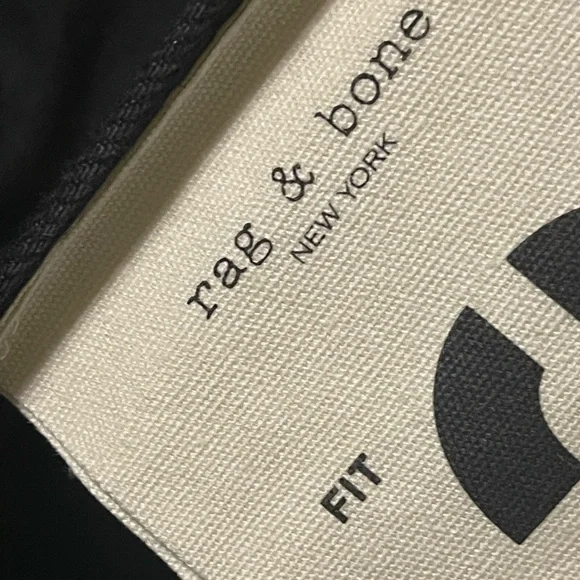 rag & bone
NEW YORK
FIT